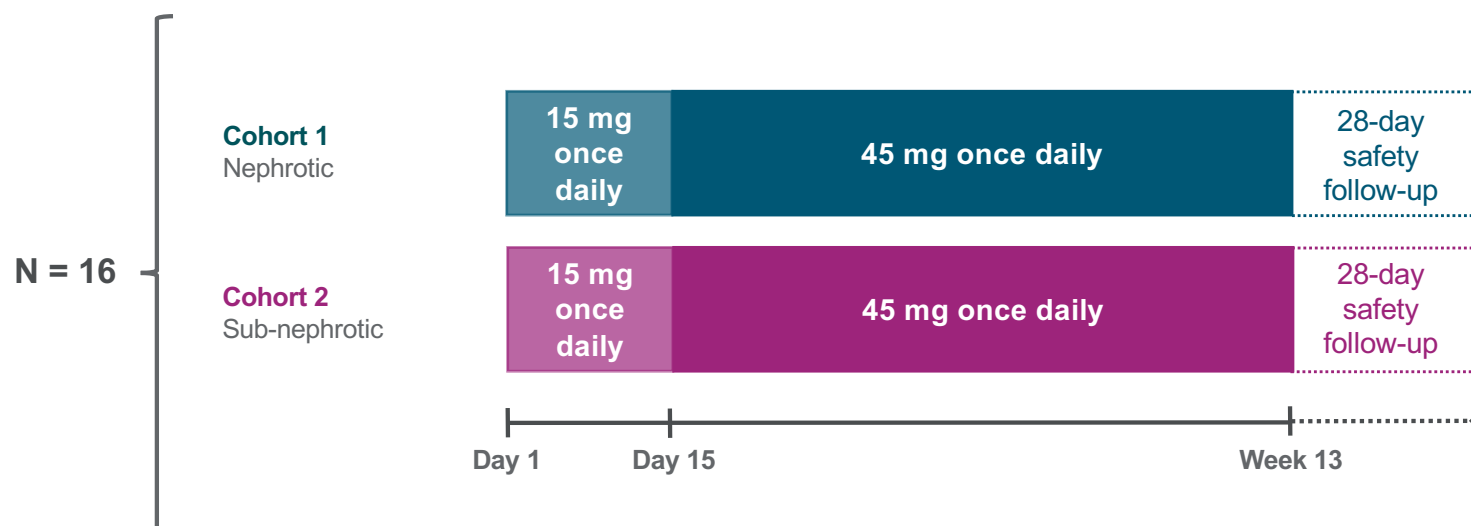 N = 16
Cohort 1
Nephrotic
15 mg
once
daily
45 mg once daily
28-day
safety
follow-up
Cohort 2
Sub-nephrotic
15 mg
once
daily
45 mg once daily
28-day
safety
follow-up
Day 1
Day 15
Week 13